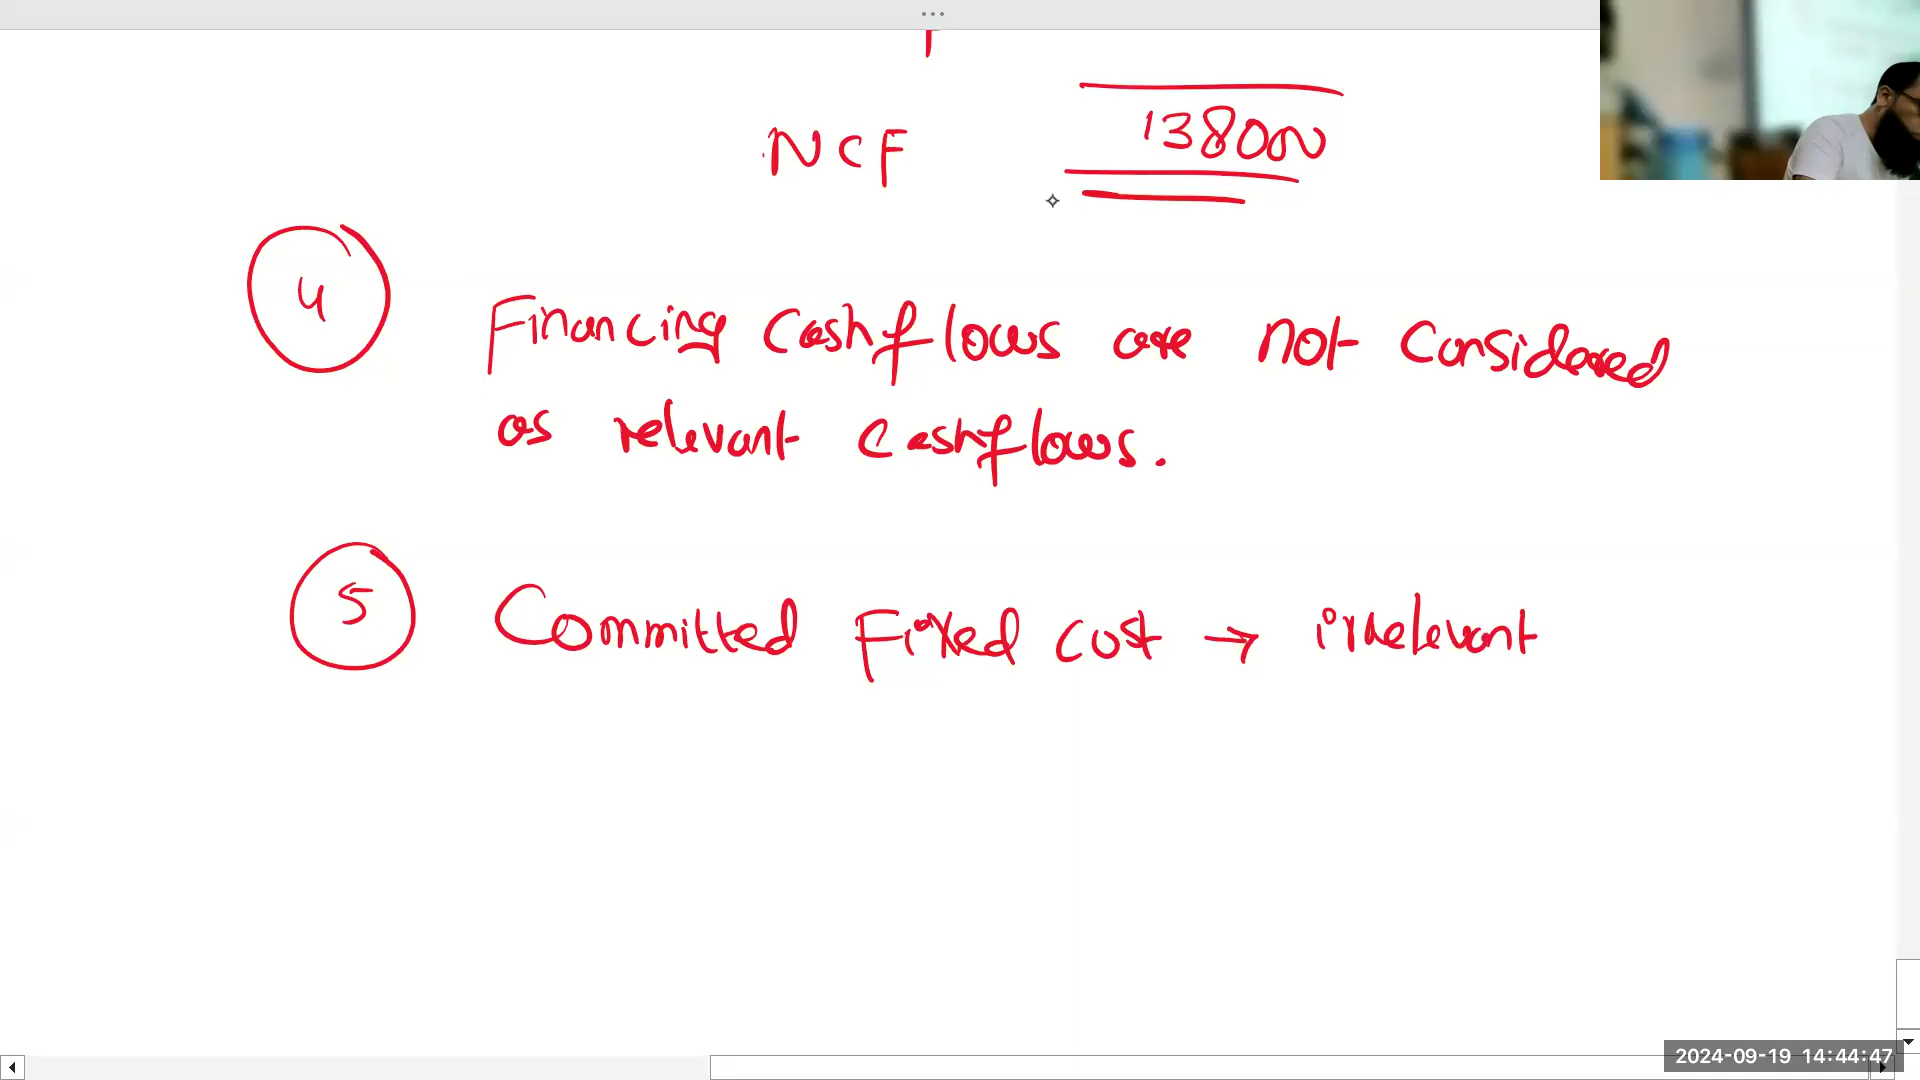 NCF 138000
4 Financing Cashflows are not Considered
as relevant Cashflows.
5 Committed Fixed Cost → irrelevant
2024-09-19 14:44:47